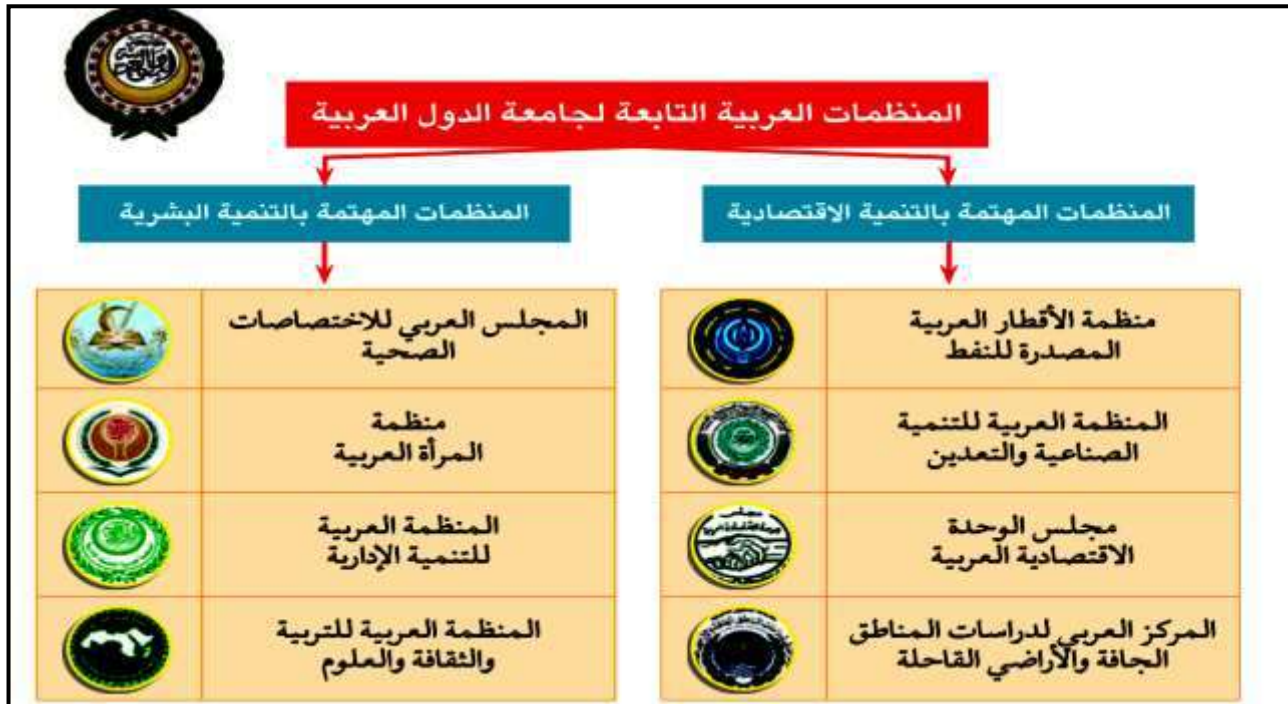 المنظمات العربية التابعة لجامعة الدول العربية
المنظمات المهتمة بالتنمية الاقتصادية
منظمة الأقطار العربية
المصدرة للنفط
المنظمة العربية للتنمية
الصناعية والتعدين
مجلس الوحدة
الاقتصادية العربية
المركز العربي لدراسات المناطق
الجافة والأراضي القاحلة
المنظمات المهتمة بالتنمية البشرية
المجلس العربي للاختصاصات
الصحية
منظمة
المرأة العربية
المنظمة العربية
للتنمية الإدارية
المنظمة العربية للتربية
والثقافة والعلوم